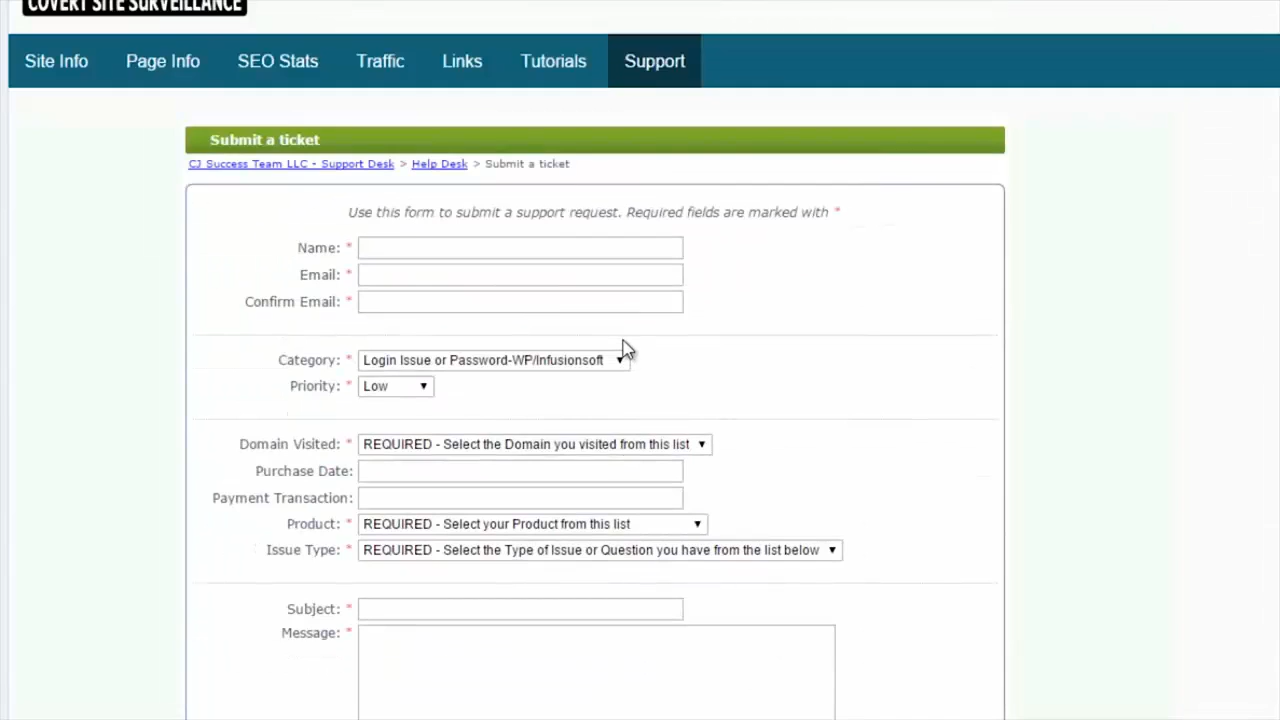 COVERT SITE SURVEILLANCE
Site Info Page Info SEO Stats Traffic Links Tutorials Support
Submit a ticket
CJ Success Team LLC - Support Desk > Help Desk > Submit a ticket
Use this form to submit a support request. Required fields are marked with *
Name: *
Email: *
Confirm Email: *
Category: * Login Issue or Password-WP/Infusionsoft
Priority: * Low
Domain Visited: * REQUIRED - Select the Domain you visited from this list
Purchase Date:
Payment Transaction:
Product: * REQUIRED - Select your Product from this list
Issue Type: * REQUIRED - Select the Type of Issue or Question you have from the list below
Subject: *
Message: *